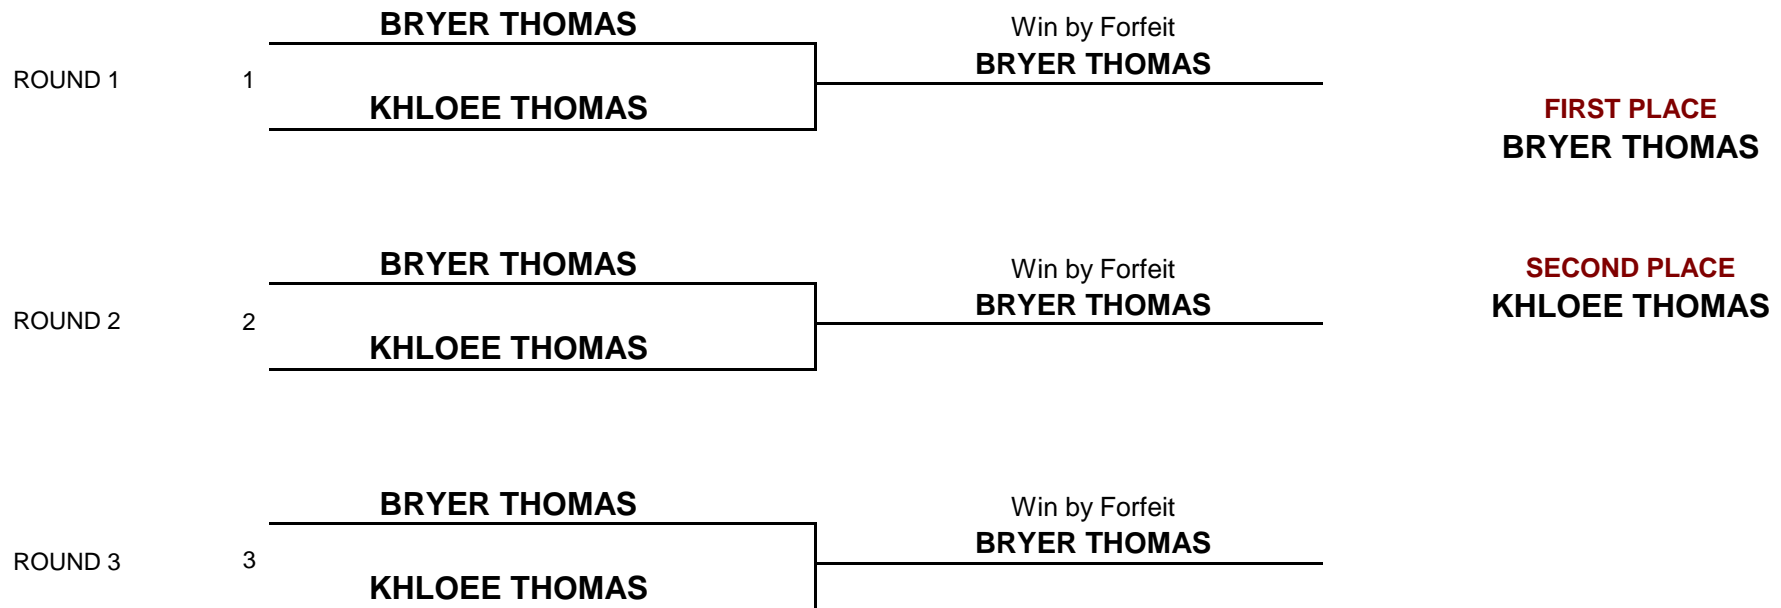 BRYER THOMAS
Win by Forfeit
BRYER THOMAS
ROUND 1
1
KHLOEE THOMAS
FIRST PLACE
BRYER THOMAS
BRYER THOMAS
Win by Forfeit
SECOND PLACE
BRYER THOMAS
KHLOEE THOMAS
ROUND 2
2
KHLOEE THOMAS
BRYER THOMAS
Win by Forfeit
BRYER THOMAS
ROUND 3
3
KHLOEE THOMAS